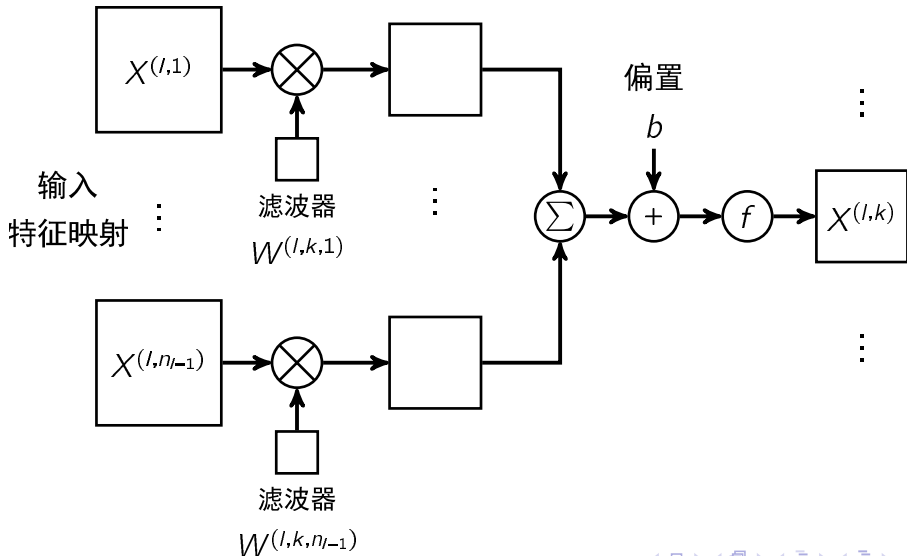 X^(l,1)
偏置
b
输入
特征映射
滤波器
W^(l,k,1)
∑
+
f
X^(l,k)
X^(l,n_{l−1})
滤波器
W^(l,k,n_{l−1})